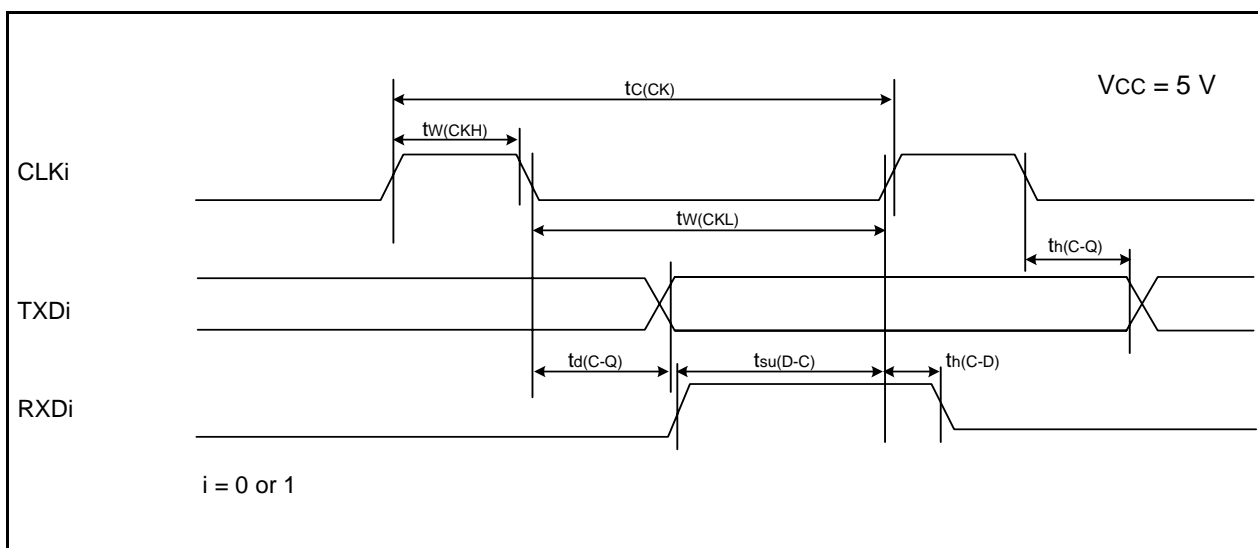 VCC = 5 V
tC(CK)
tW(CKH)
CLKi
tW(CKL)
th(C-Q)
TXDi
td(C-Q)
tsu(D-C)
th(C-D)
RXDi
i = 0 or 1